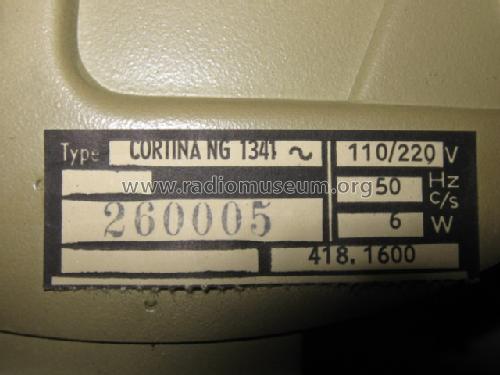 Type CORTINA NG 1341 ~ 110/220 V
www.radiomuseum.org
50 Hz c/s
260005 6 W
418.1600